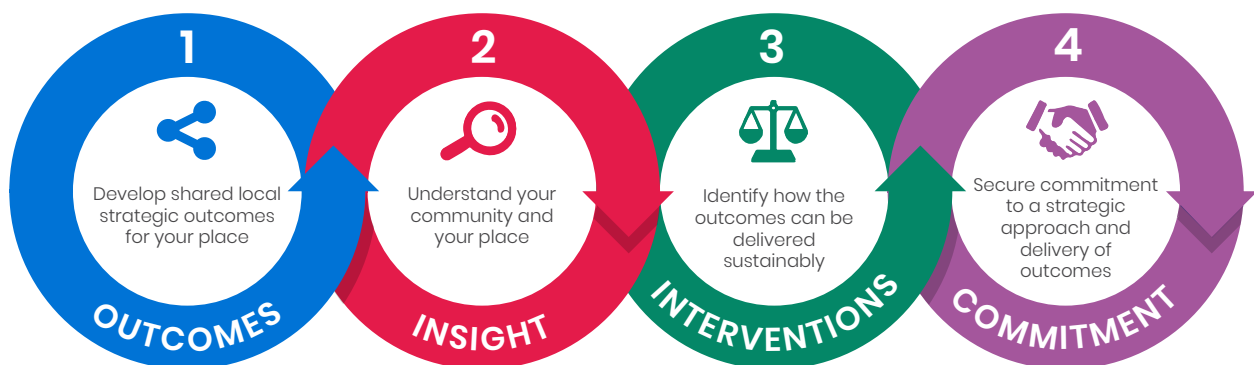 1
Develop shared local
strategic outcomes
for your place
OUTCOMES
2
Understand your
community and
your place
INSIGHT
3
Identify how the
outcomes can be
delivered
sustainably
INTERVENTIONS
4
Secure commitment
to a strategic
approach and
delivery of
outcomes
COMMITMENT